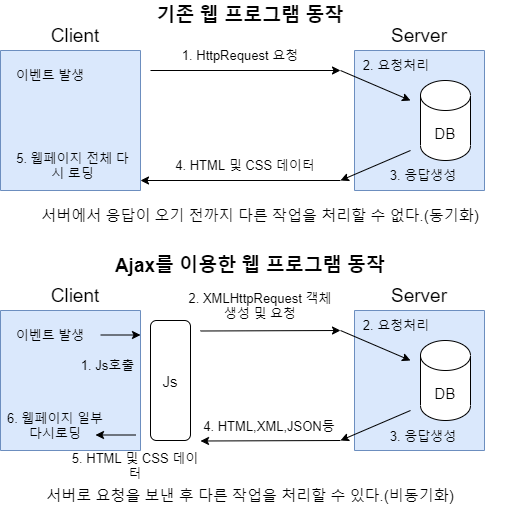 기존 웹 프로그램 동작
Client
Server
이벤트 발생
1. HttpRequest 요청
2. 요청처리
DB
5. 웹페이지 전체 다
시 로딩
4. HTML 및 CSS 데이터
3. 응답생성
서버에서 응답이 오기 전까지 다른 작업을 처리할 수 없다.(동기화)
Ajax를 이용한 웹 프로그램 동작
Client
Server
이벤트 발생
2. XMLHttpRequest 객체
생성 및 요청
2. 요청처리
1. Js호출
Js
DB
6. 웹페이지 일부
다시로딩
4. HTML,XML,JSON등
3. 응답생성
5. HTML 및 CSS 데이
터
서버로 요청을 보낸 후 다른 작업을 처리할 수 있다.(비동기화)